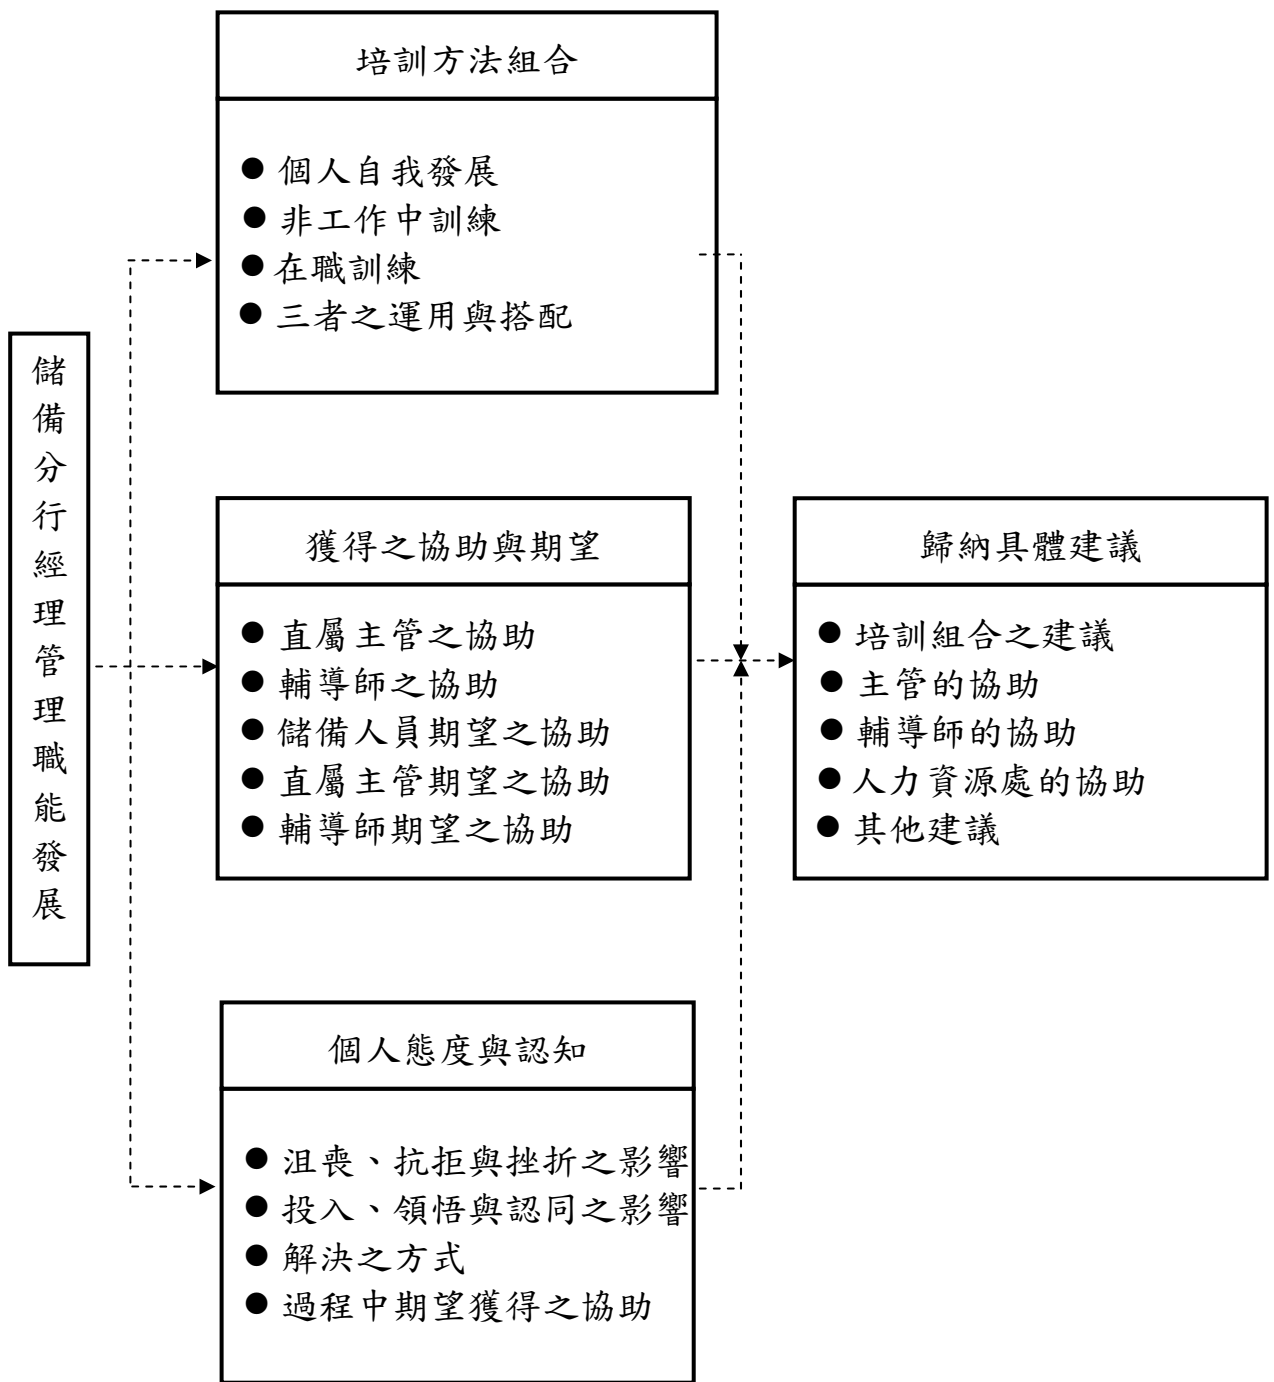 儲備分行經理管理職能發展
培訓方法組合
● 個人自我發展
● 非工作中訓練
● 在職訓練
● 三者之運用與搭配
獲得之協助與期望
● 直屬主管之協助
● 輔導師之協助
● 儲備人員期望之協助
● 直屬主管期望之協助
● 輔導師期望之協助
個人態度與認知
● 沮喪、抗拒與挫折之影響
● 投入、領悟與認同之影響
● 解決之方式
● 過程中期望獲得之協助
歸納具體建議
● 培訓組合之建議
● 主管的協助
● 輔導師的協助
● 人力資源處的協助
● 其他建議